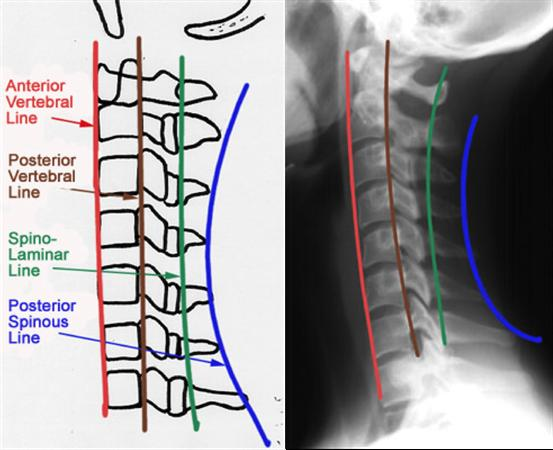 Anterior
Vertebral
Line
Posterior
Vertebral
Line
Spino-
Laminar
Line
Posterior
Spinous
Line